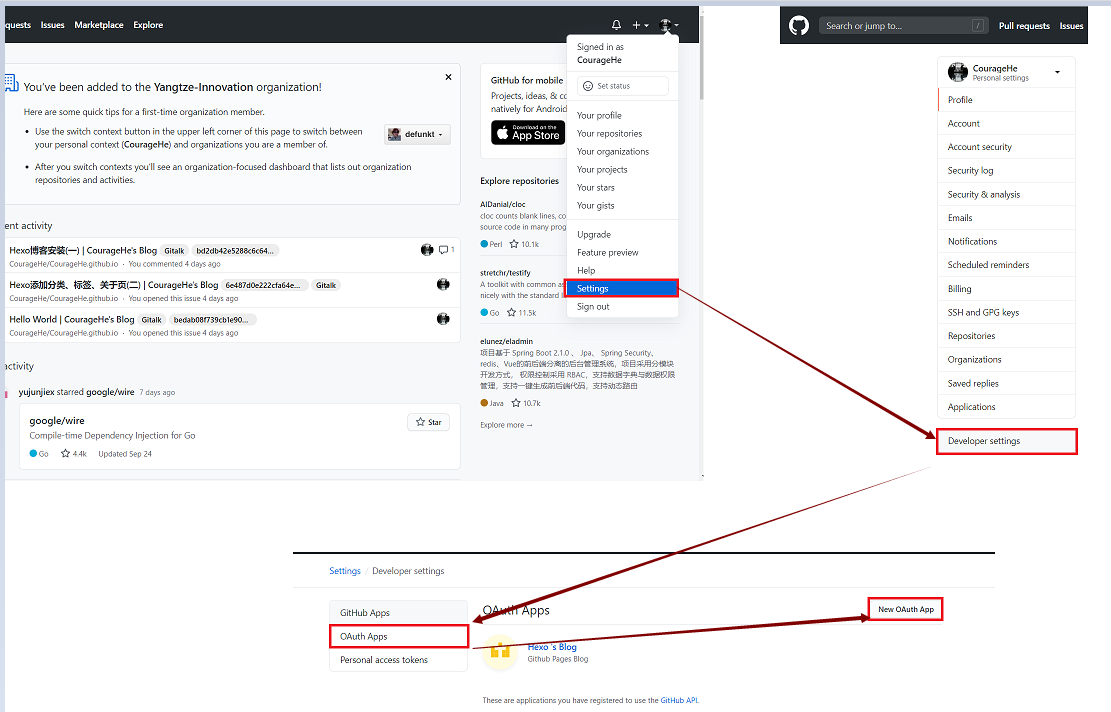 quests Issues Marketplace Explore
Signed in as
CourageHe
Set status
Your profile
Your repositories
Your organizations
Your projects
Your stars
Your gists
Upgrade
Feature preview
Help
Settings
Sign out
You've been added to the Yangtze-Innovation organization!
Here are some quick tips for a first-time organization member.
Use the switch context button in the upper left corner of this page to switch between
your personal context (CourageHe) and organizations you are a member of.
defunkt
After you switch contexts you'll see an organization-focused dashboard that lists out organization
repositories and activities.
ent activity
Hexo博客安装(一) | CourageHe's Blog Gitalk bd2db42e5288c6c64... 1
CourageHe/CourageHe.github.io · You commented 4 days ago
Hexo添加分类、标签、关于页(二) | CourageHe's Blog 6e487d0e222cfa64e... Gitalk
CourageHe/CourageHe.github.io · You opened this issue 4 days ago
Hello World | CourageHe's Blog Gitalk bedab08f739cb1e90...
CourageHe/CourageHe.github.io · You opened this issue 4 days ago
activity
yujunjiex starred google/wire 7 days ago
google/wire
Star
Compile-time Dependency Injection for Go
Go 4.4k Updated Sep 24
GitHub for mobile
Projects, ideas, & co
natively for Android
Download on the
App Store
Explore repositories
AlDanial/cloc
cloc counts blank lines, co
source code in many prog
Perl 10.1k
stretchr/testify
A toolkit with common as
nicely with the standard l
Go 11.5k
elunez/eladmin
项目基于 Spring Boot 2.1.0 、 Jpa、 Spring Security、
redis、Vue的前后端分离的后台管理系统，项目采用分模块
开发方式， 权限控制采用 RBAC，支持数据字典与数据权限
管理，支持一键生成前后端代码，支持动态路由
Java 10.7k
Explore more →
Search or jump to... / Pull requests Issues
CourageHe
Personal settings
Profile
Account
Account security
Security log
Security & analysis
Emails
Notifications
Scheduled reminders
Billing
SSH and GPG keys
Repositories
Organizations
Saved replies
Applications
Developer settings
Settings / Developer settings
GitHub Apps
OAuth Apps
Personal access tokens
OAuth Apps
New OAuth App
Hexo 's Blog
Github Pages Blog
These are applications you have registered to use the GitHub API.